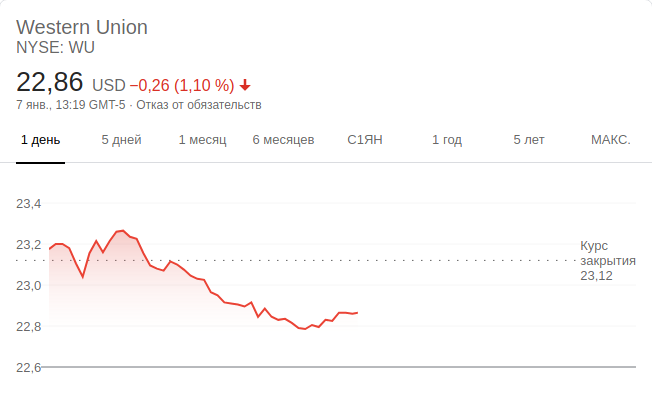 Western Union
NYSE: WU
22,86 USD −0,26 (1,10 %)
7 янв., 13:19 GMT-5 · Отказ от обязательств
1 день 5 дней 1 месяц 6 месяцев С1ЯН 1 год 5 лет МАКС.
23,4
23,2
23,0
22,8
22,6
Курс
закрытия
23,12